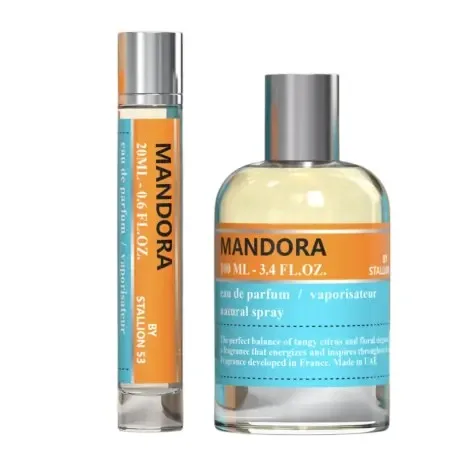 MANDORA
20ML - 0.6 FL.OZ.
eau de parfum / vaporisateur
BY
STALLION 53
MANDORA
100 ML - 3.4 FL.OZ.
BY
STALLION
eau de parfum / vaporisateur
natural spray
The perfect balance of tangy citrus and floral
a fragrance that energizes and inspires
fragrance developed in France. Made in UAE